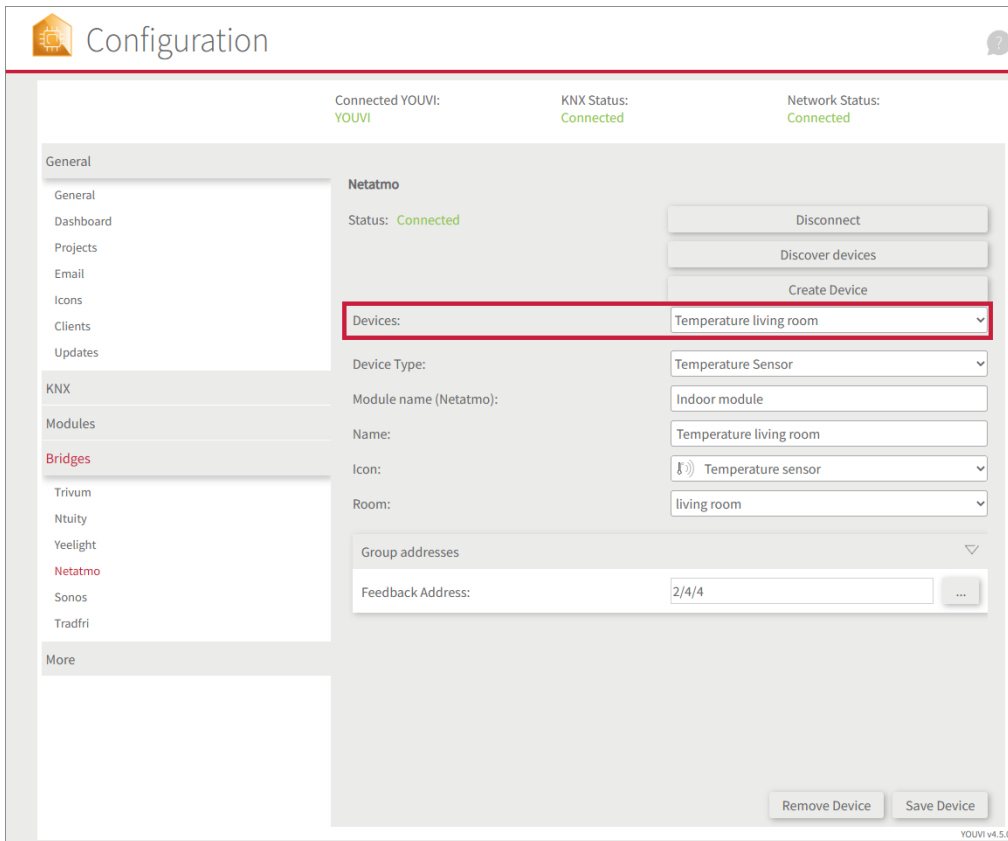 Configuration
?
Connected YOUVI: KNX Status: Network Status:
YOUVI Connected Connected
General
General
Dashboard
Projects
Email
Icons
Clients
Updates
KNX
Modules
Bridges
Trivum
Ntuity
Yeelight
Netatmo
Sonos
Tradfri
More
Netatmo
Status: Connected Disconnect
Discover devices
Create Device
Devices: Temperature living room
Device Type: Temperature Sensor
Module name (Netatmo): Indoor module
Name: Temperature living room
Icon: Temperature sensor
Room: living room
Group addresses
Feedback Address: 2/4/4 ...
Remove Device Save Device
YOUVI v4.5.